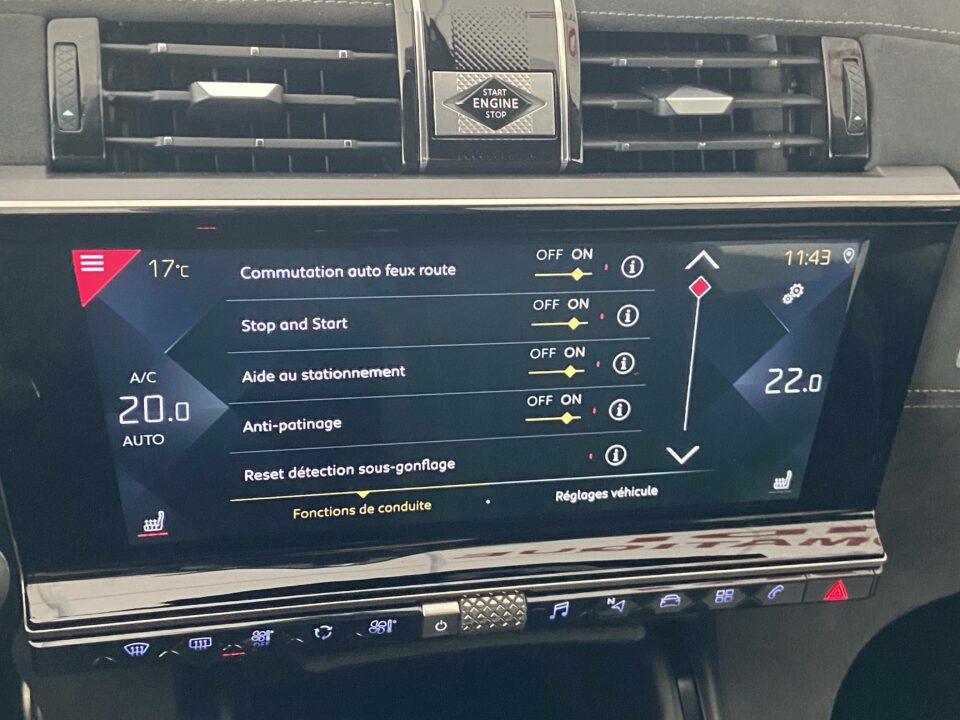 START
ENGINE
STOP
17°C
Commutation auto feux route
OFF ON
11:43
Stop and Start
OFF ON
Aide au stationnement
OFF ON
A/C
20.0
AUTO
22.0
Anti-patinage
OFF ON
Reset détection sous-gonflage
Fonctions de conduite
Réglages véhicule
N
OFF